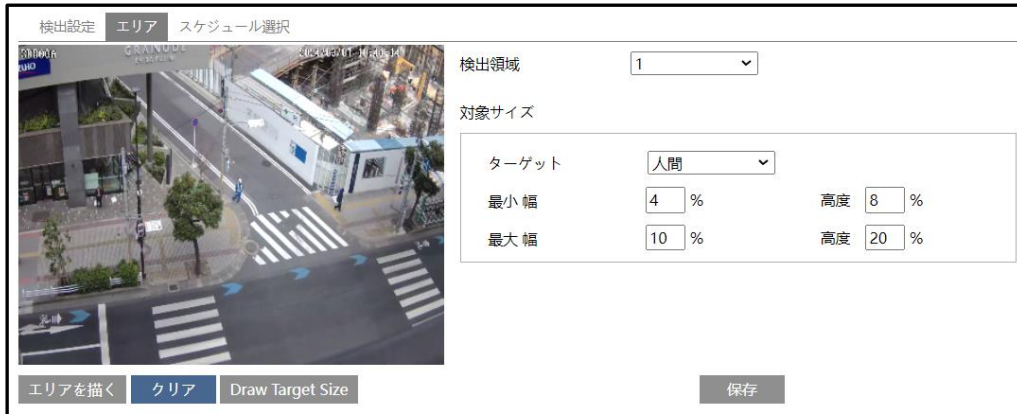 検出設定 エリア スケジュール選択
GRANODE
検出領域 1
対象サイズ
ターゲット 人間
最小 幅 4 % 高度 8 %
最大 幅 10 % 高度 20 %
エリアを描く クリア Draw Target Size 保存